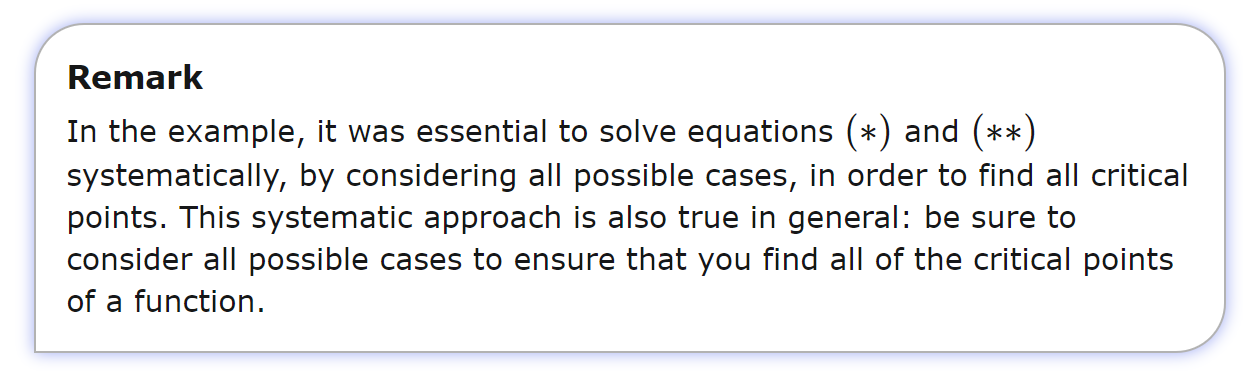 Remark
In the example, it was essential to solve equations (*) and (**)
systematically, by considering all possible cases, in order to find all critical
points. This systematic approach is also true in general: be sure to
consider all possible cases to ensure that you find all of the critical points
of a function.